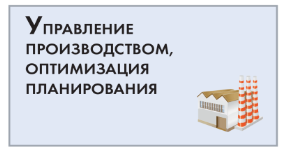 УПРАВЛЕНИЕ
ПРОИЗВОДСТВОМ,
ОПТИМИЗАЦИЯ
ПЛАНИРОВАНИЯ